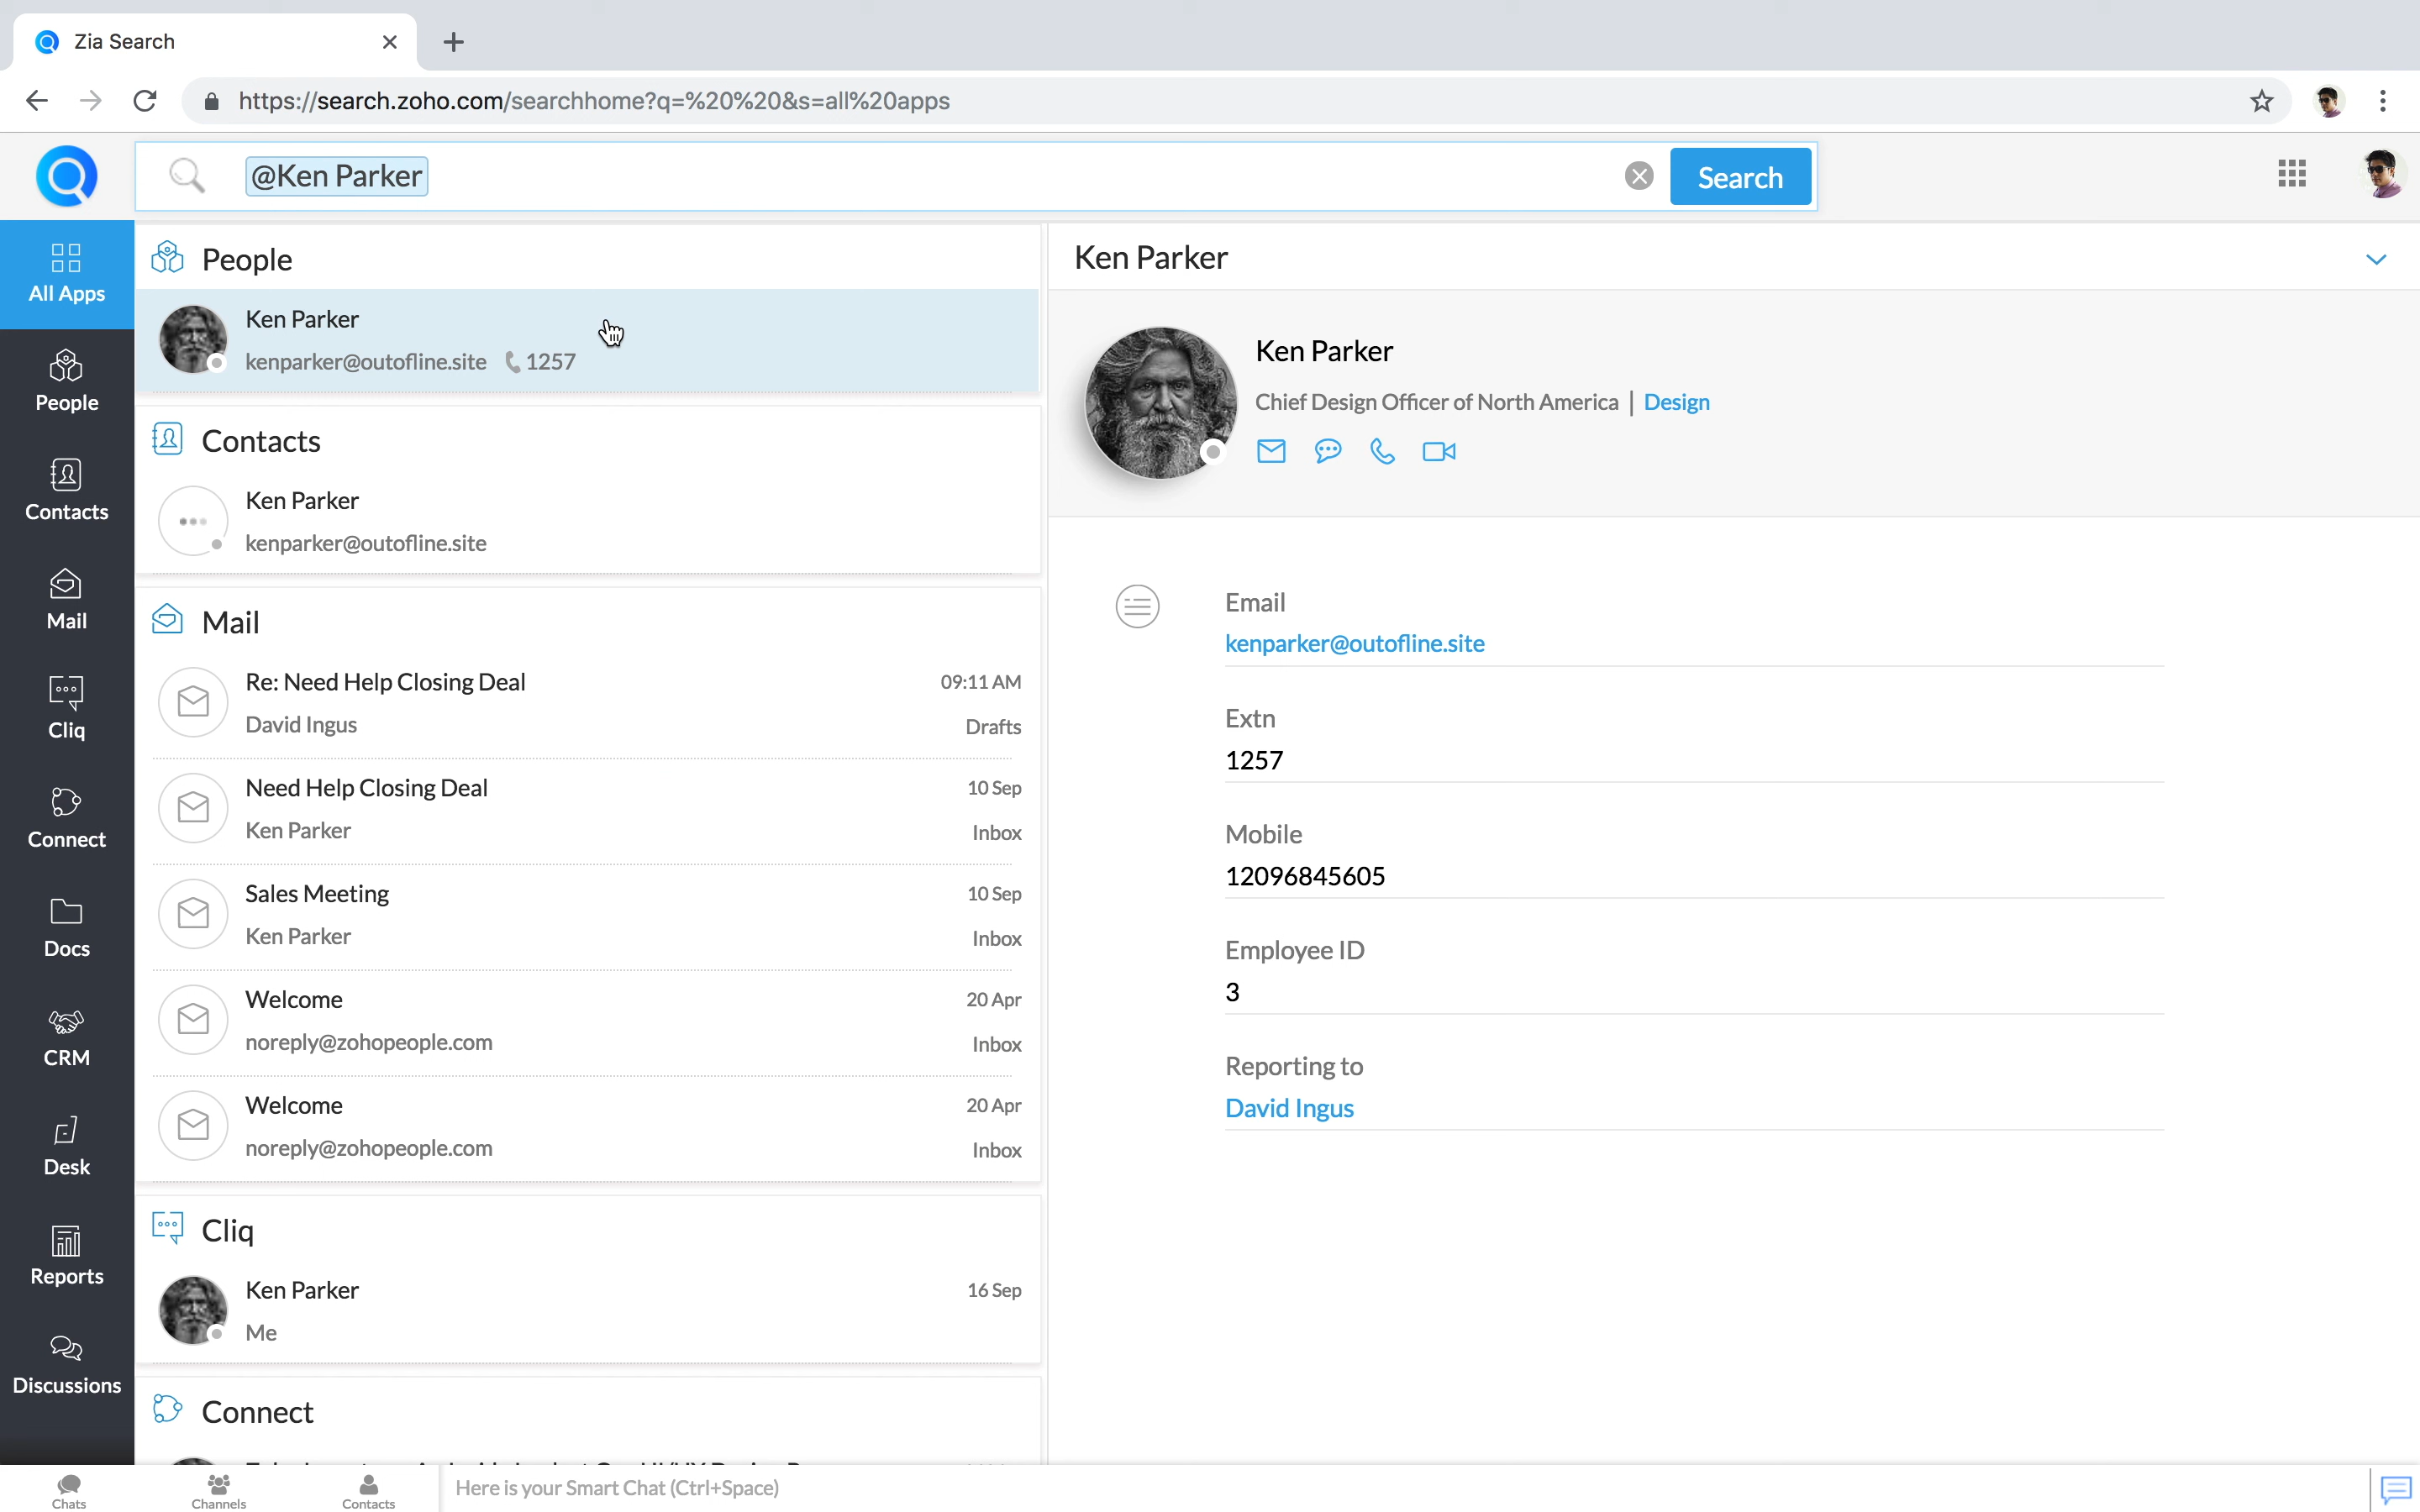 Zia Search
https://search.zoho.com/searchhome?q=%20%20&s=all%20apps
@Ken Parker
Search
All Apps
People
Contacts
Mail
Cliq
Connect
Docs
CRM
Desk
Reports
Discussions
People
Ken Parker
kenparker@outofline.site 1257
Contacts
Ken Parker
kenparker@outofline.site
Mail
Re: Need Help Closing Deal 09:11 AM
David Ingus Drafts
Need Help Closing Deal 10 Sep
Ken Parker Inbox
Sales Meeting 10 Sep
Ken Parker Inbox
Welcome 20 Apr
noreply@zohopeople.com Inbox
Welcome 20 Apr
noreply@zohopeople.com Inbox
Cliq
Ken Parker 16 Sep
Me
Connect
Ken Parker
Ken Parker
Chief Design Officer of North America | Design
Email
kenparker@outofline.site
Extn
1257
Mobile
12096845605
Employee ID
3
Reporting to
David Ingus
Chats
Channels
Contacts
Here is your Smart Chat (Ctrl+Space)